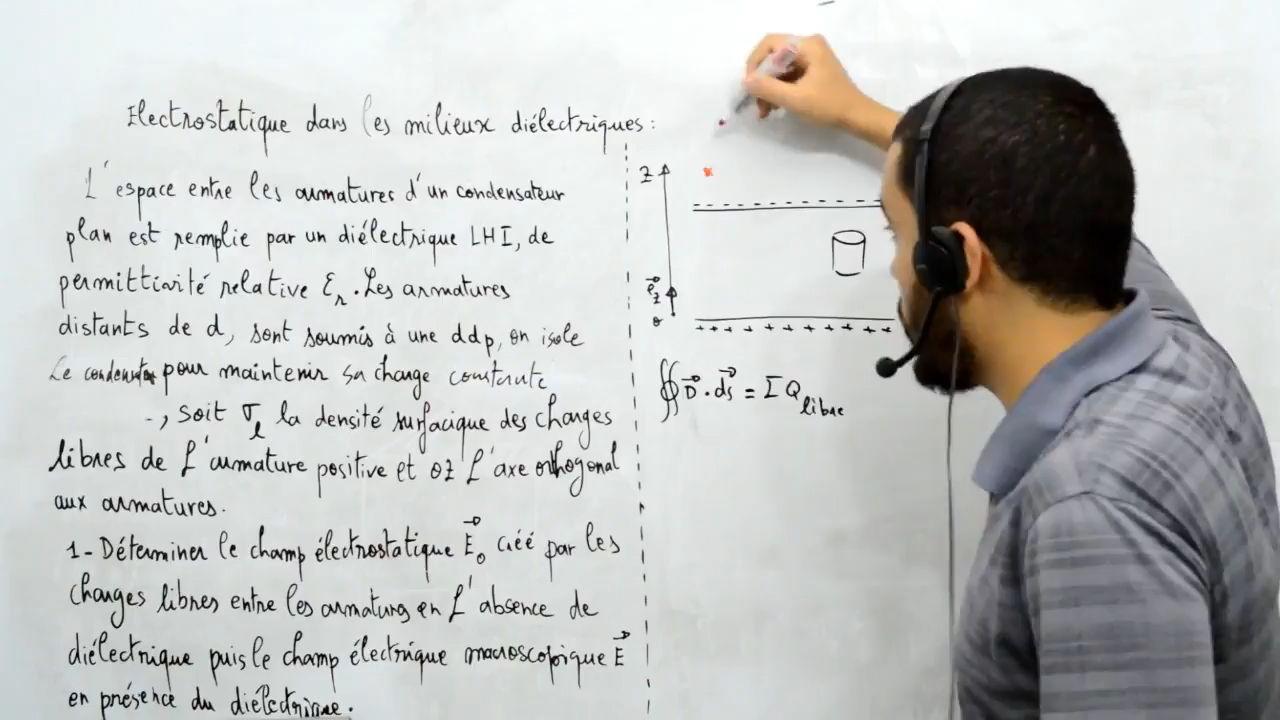 Electrostatique dans les milieux diélectriques :
L'espace entre les armatures d'un condensateur
plan est remplie par un diélectrique LHI, de
permittivité relative εr. Les armatures
distants de d, sont soumis à une ddp, on isole
Le pour maintenir sa charge constante
-, soit σl la densité surfacique des charges
libres de l'armature positive et oz l'axe orthogonal
aux armatures.
1- Déterminer le champ électrostatique E⃗o créé par les
charges libres entre les armatures en l'absence de
diélectrique puis le champ électrique macroscopique E⃗
en présence du diélectrique.
z
- - - - - - - - - -
e⃗z
o
+ + + + + + + + + +
∯ D⃗ . ds⃗ = Σ Q libre